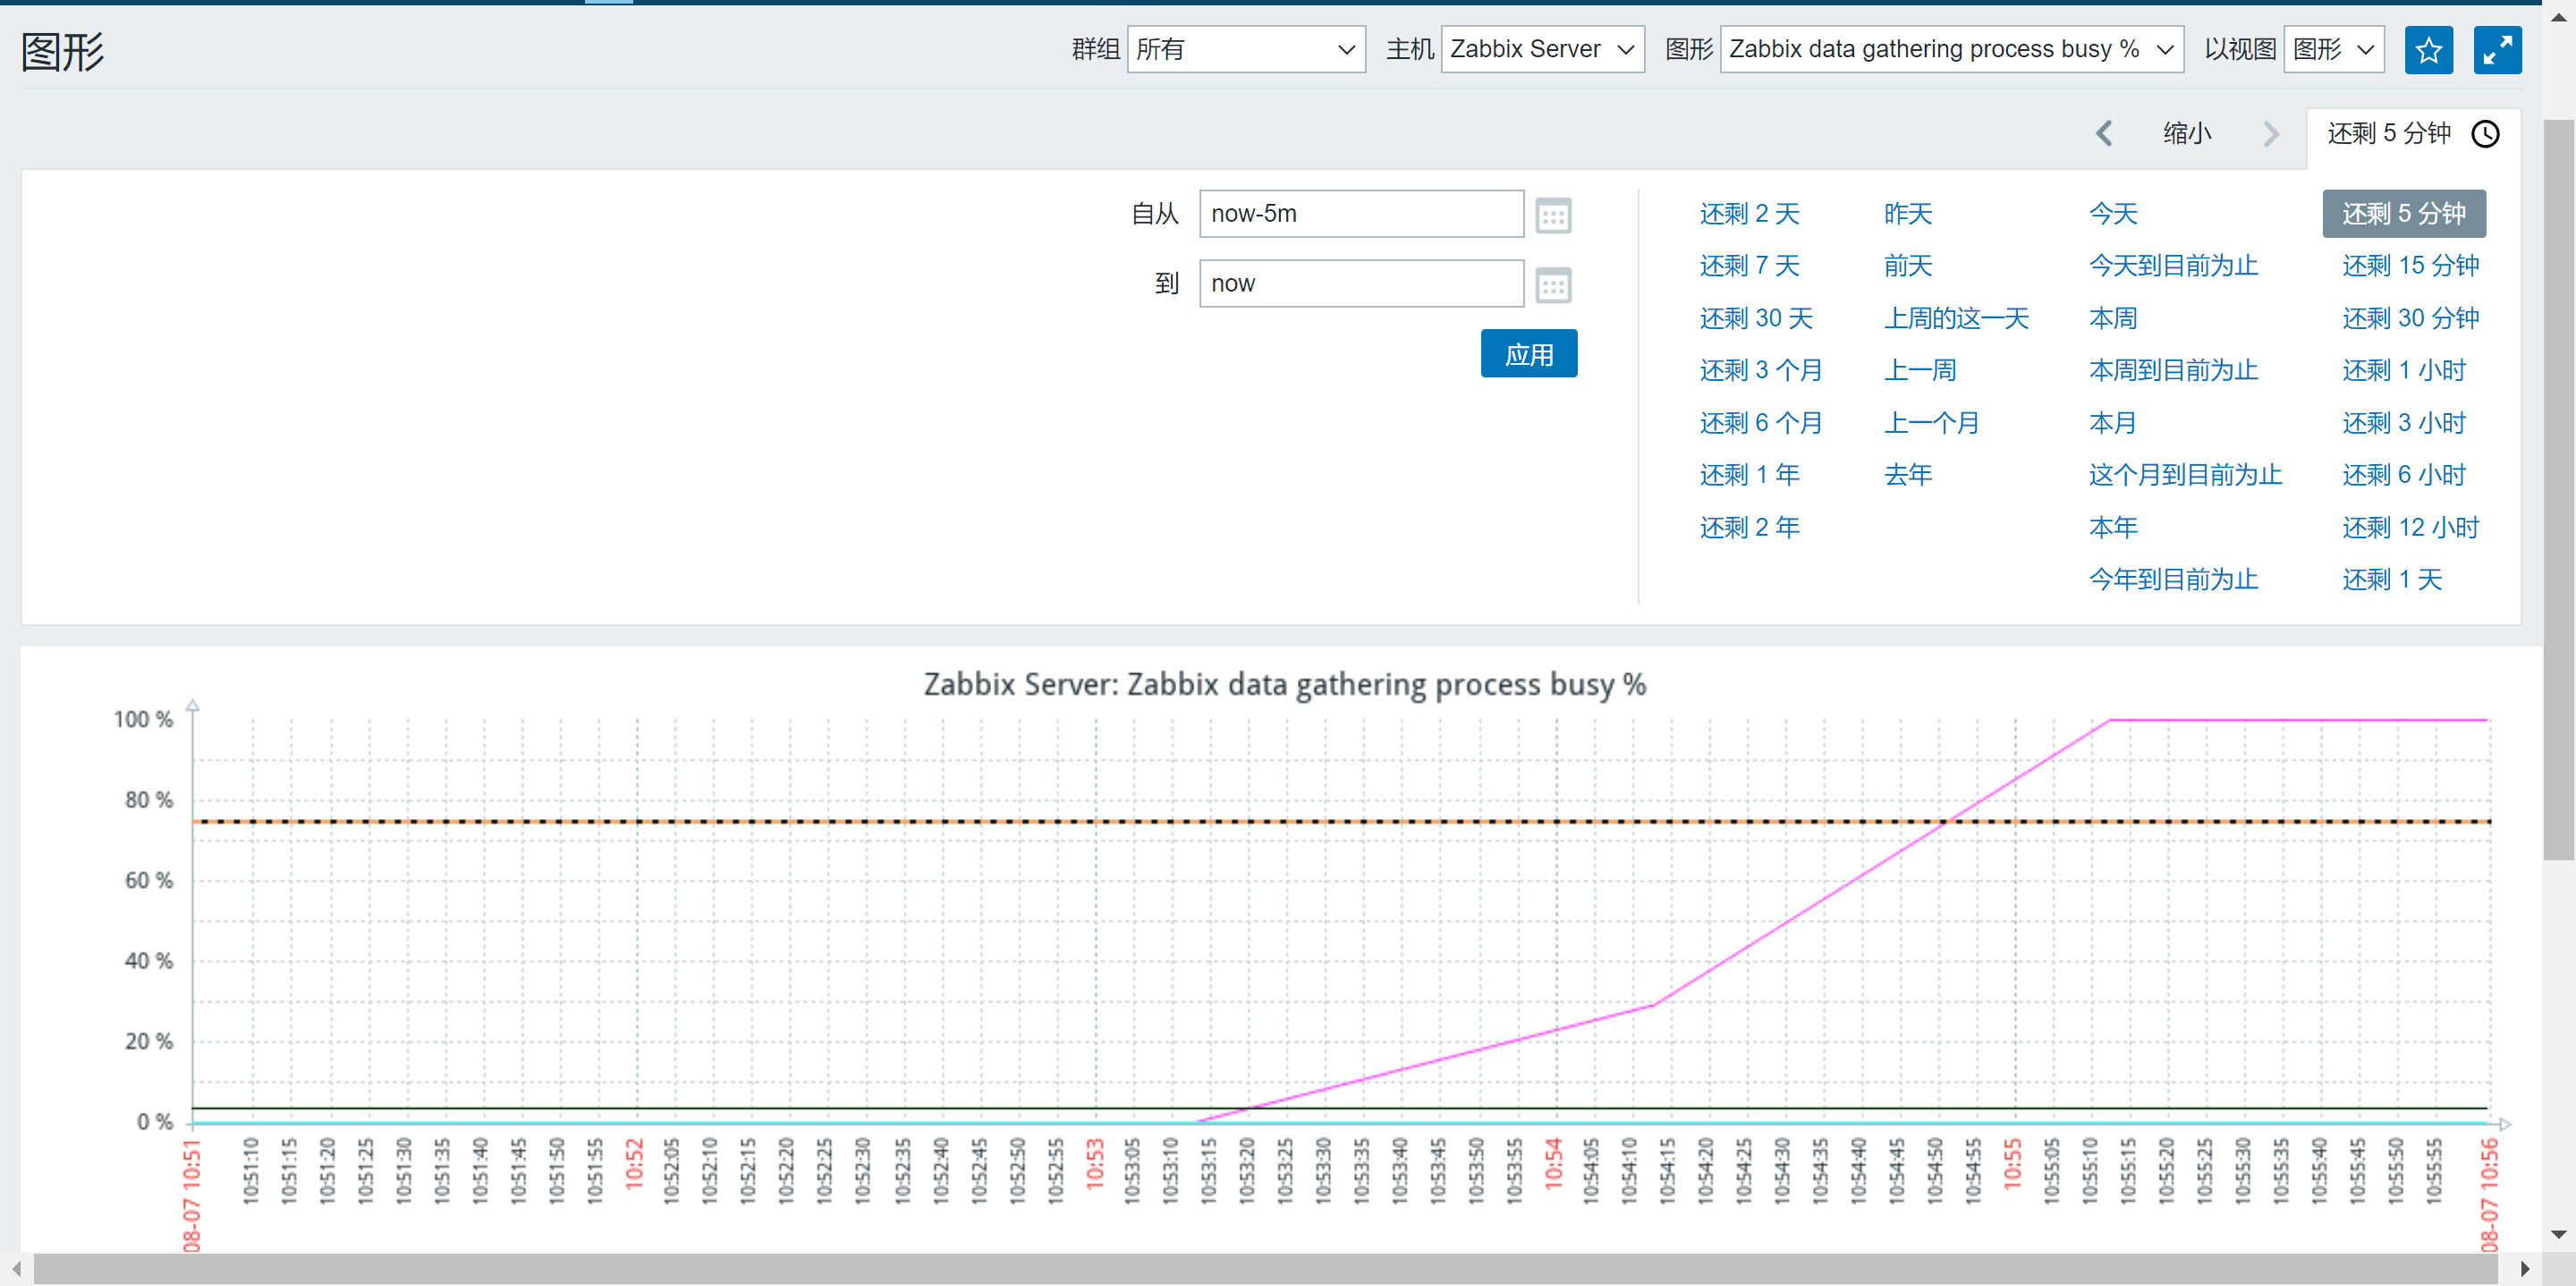 图形
群组 所有 主机 Zabbix Server 图形 Zabbix data gathering process busy % 以视图 图形
缩小 还剩 5 分钟
自从 now-5m
到 now
应用
还剩 2 天 昨天 今天 还剩 5 分钟
还剩 7 天 前天 今天到目前为止 还剩 15 分钟
还剩 30 天 上周的这一天 本周 还剩 30 分钟
还剩 3 个月 上一周 本周到目前为止 还剩 1 小时
还剩 6 个月 上一个月 本月 还剩 3 小时
还剩 1 年 去年 这个月到目前为止 还剩 6 小时
还剩 2 年 本年 还剩 12 小时
今年到目前为止 还剩 1 天
Zabbix Server: Zabbix data gathering process busy %
100 %
80 %
60 %
40 %
20 %
0 %
08-07 10:51 10:51:10 10:51:15 10:51:20 10:51:25 10:51:30 10:51:35 10:51:40 10:51:45 10:51:50 10:51:55 10:52 10:52:05 10:52:10 10:52:15 10:52:20 10:52:25 10:52:30 10:52:35 10:52:40 10:52:45 10:52:50 10:52:55 10:53 10:53:05 10:53:10 10:53:15 10:53:20 10:53:25 10:53:30 10:53:35 10:53:40 10:53:45 10:53:50 10:53:55 10:54 10:54:05 10:54:10 10:54:15 10:54:20 10:54:25 10:54:30 10:54:35 10:54:40 10:54:45 10:54:50 10:54:55 10:55 10:55:05 10:55:10 10:55:15 10:55:20 10:55:25 10:55:30 10:55:35 10:55:40 10:55:45 10:55:50 10:55:55 08-07 10:56